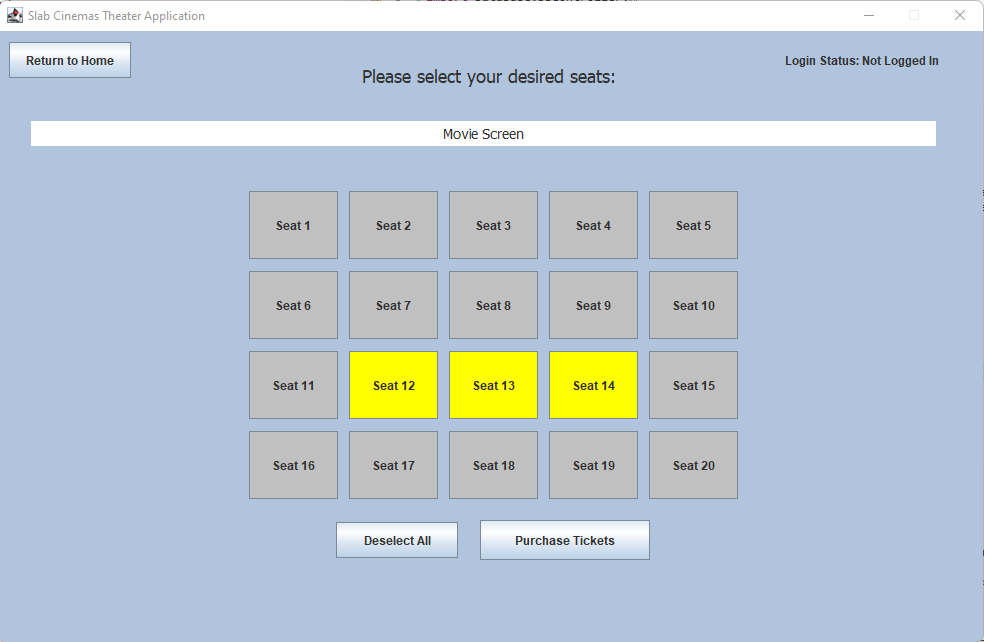 Slab Cinemas Theater Application
Return to Home
Login Status: Not Logged In
Please select your desired seats:
Movie Screen
Seat 1 Seat 2 Seat 3 Seat 4 Seat 5
Seat 6 Seat 7 Seat 8 Seat 9 Seat 10
Seat 11 Seat 12 Seat 13 Seat 14 Seat 15
Seat 16 Seat 17 Seat 18 Seat 19 Seat 20
Deselect All Purchase Tickets